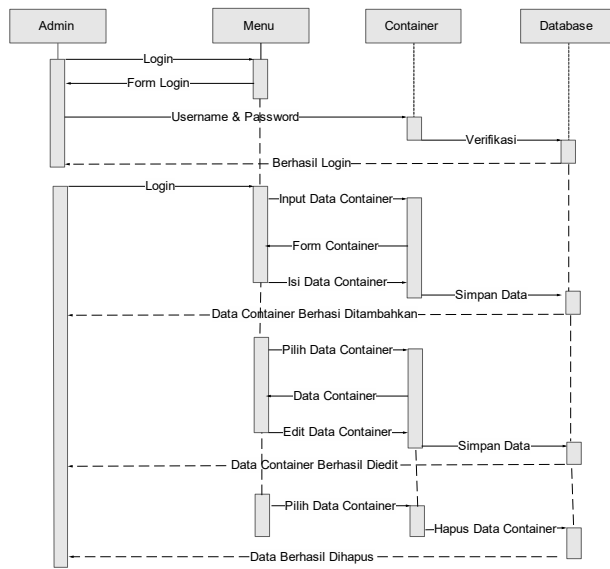 Admin
Menu
Container
Database
Login
Form Login
Username & Password
Verifikasi
Berhasil Login
Login
Input Data Container
Form Container
Isi Data Container
Simpan Data
Data Container Berhasi Ditambahkan
Pilih Data Container
Data Container
Edit Data Container
Simpan Data
Data Container Berhasil Diedit
Pilih Data Container
Hapus Data Container
Data Berhasil Dihapus